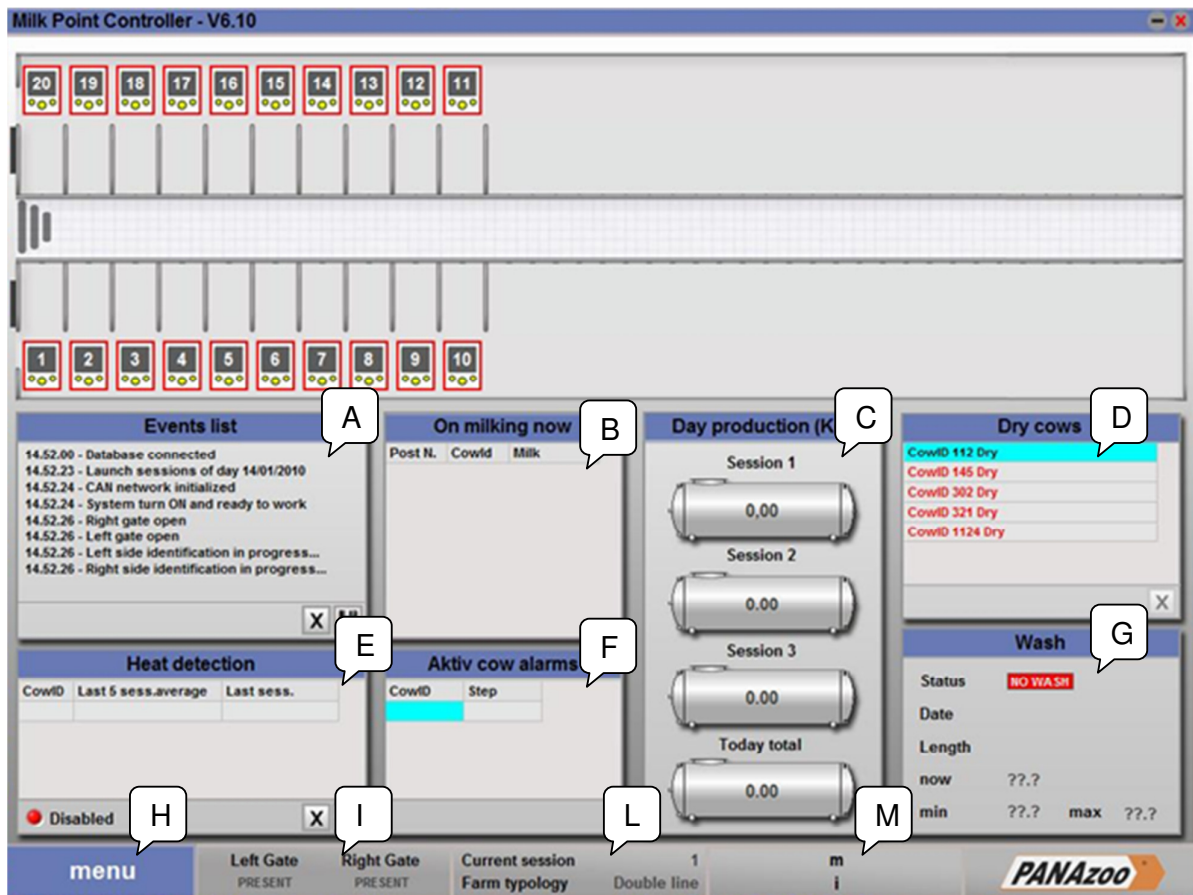 Milk Point Controller - V6.10
20 19 18 17 16 15 14 13 12 11
1 2 3 4 5 6 7 8 9 10
A
Events list
14.52.00 - Database connected
14.52.23 - Launch sessions of day 14/01/2010
14.52.24 - CAN network initialized
14.52.24 - System turn ON and ready to work
14.52.26 - Right gate open
14.52.26 - Left gate open
14.52.26 - Left side identification in progress...
14.52.26 - Right side identification in progress...
X
B
On milking now
Post N. CowId Milk
C
Day production (K
Session 1
0,00
Session 2
0.00
Session 3
0.00
Today total
0.00
D
Dry cows
CowID 112 Dry
CowID 145 Dry
CowID 302 Dry
CowID 321 Dry
CowID 1124 Dry
X
E
Heat detection
CowID Last 5 sess.average Last sess.
Disabled
X
F
Aktiv cow alarms
CowID Step
G
Wash
Status NO WASH
Date
Length
now ??.?
min ??.? max ??.?
H
menu
I
Left Gate Right Gate
PRESENT PRESENT
L
Current session 1
Farm typology Double line
M
m
i
PANAzoo